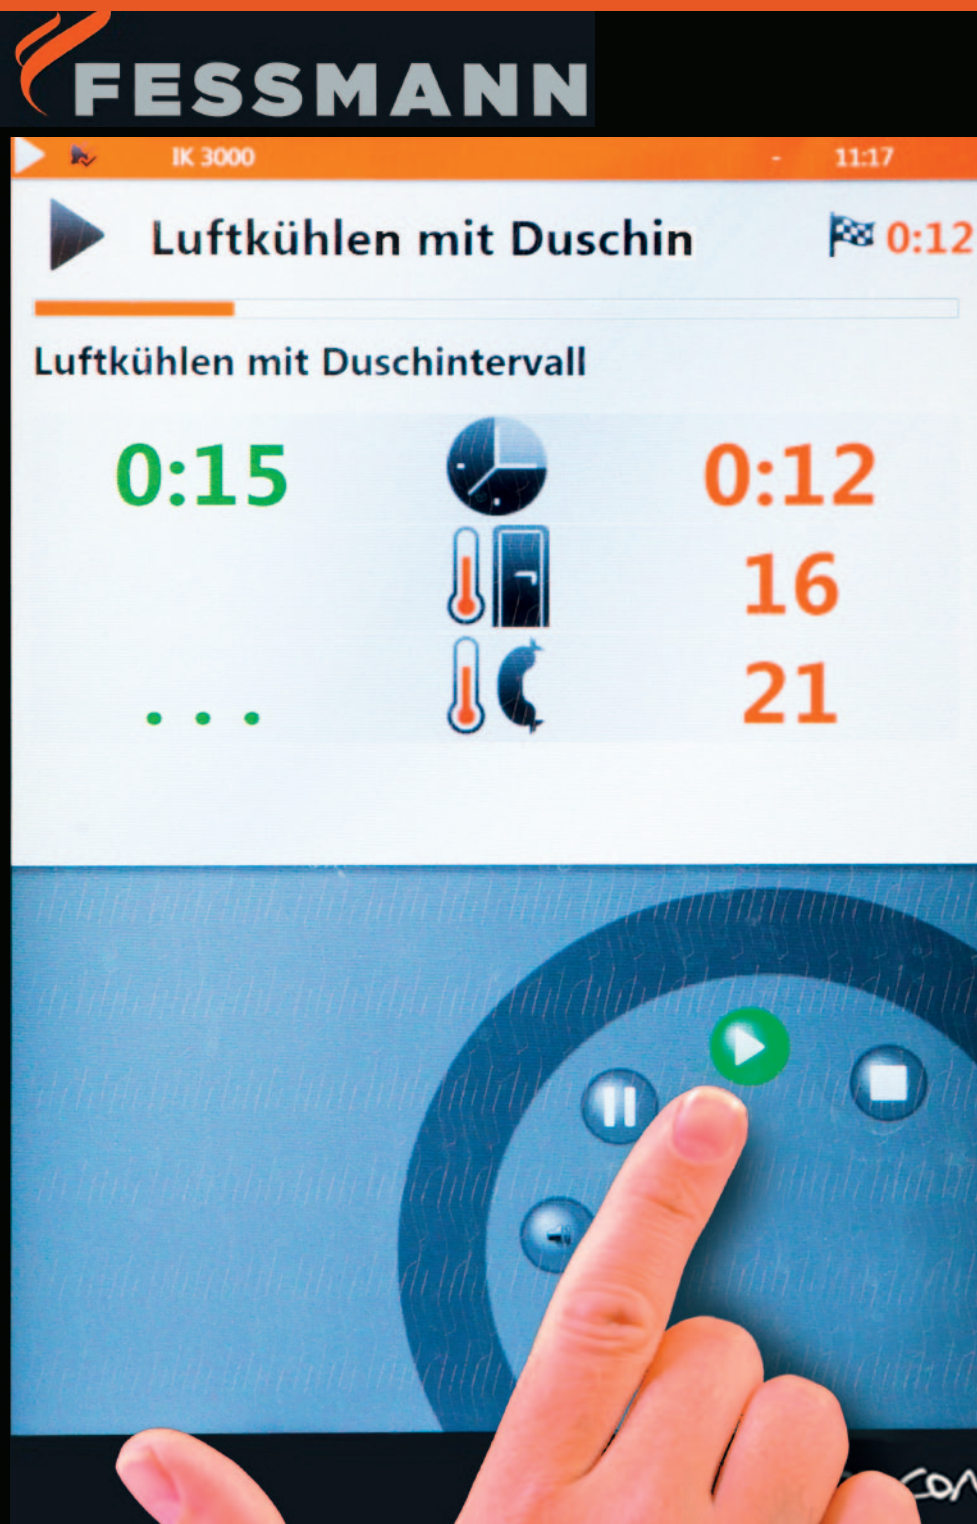 FESSMANN
IK 3000 - 11:17
Luftkühlen mit Duschin 0:12
Luftkühlen mit Duschintervall
0:15 0:12
16
... 21